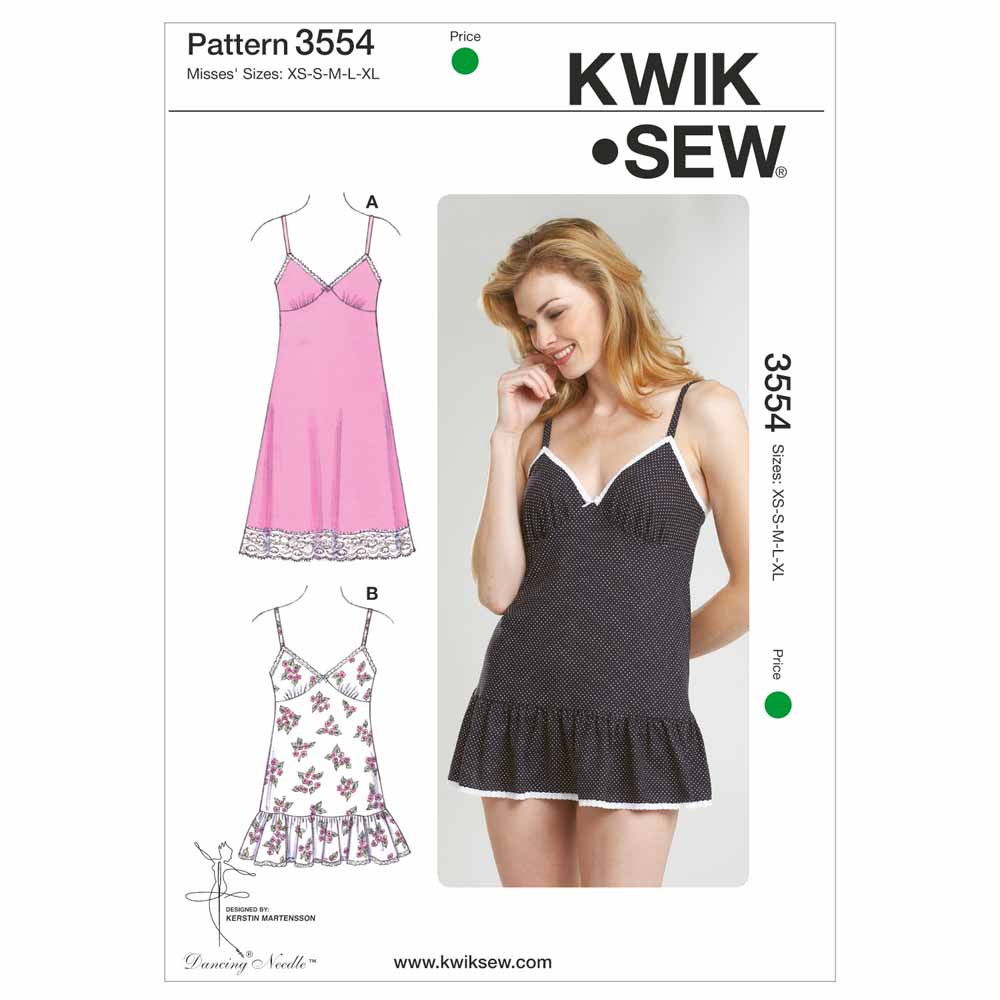 Pattern 3554
Misses' Sizes: XS-S-M-L-XL
Price
KWIK
•SEW®
A
B
3554 Sizes: XS-S-M-L-XL
Price
DESIGNED BY:
KERSTIN MARTENSSON
Dancing® Needle™
www.kwiksew.com